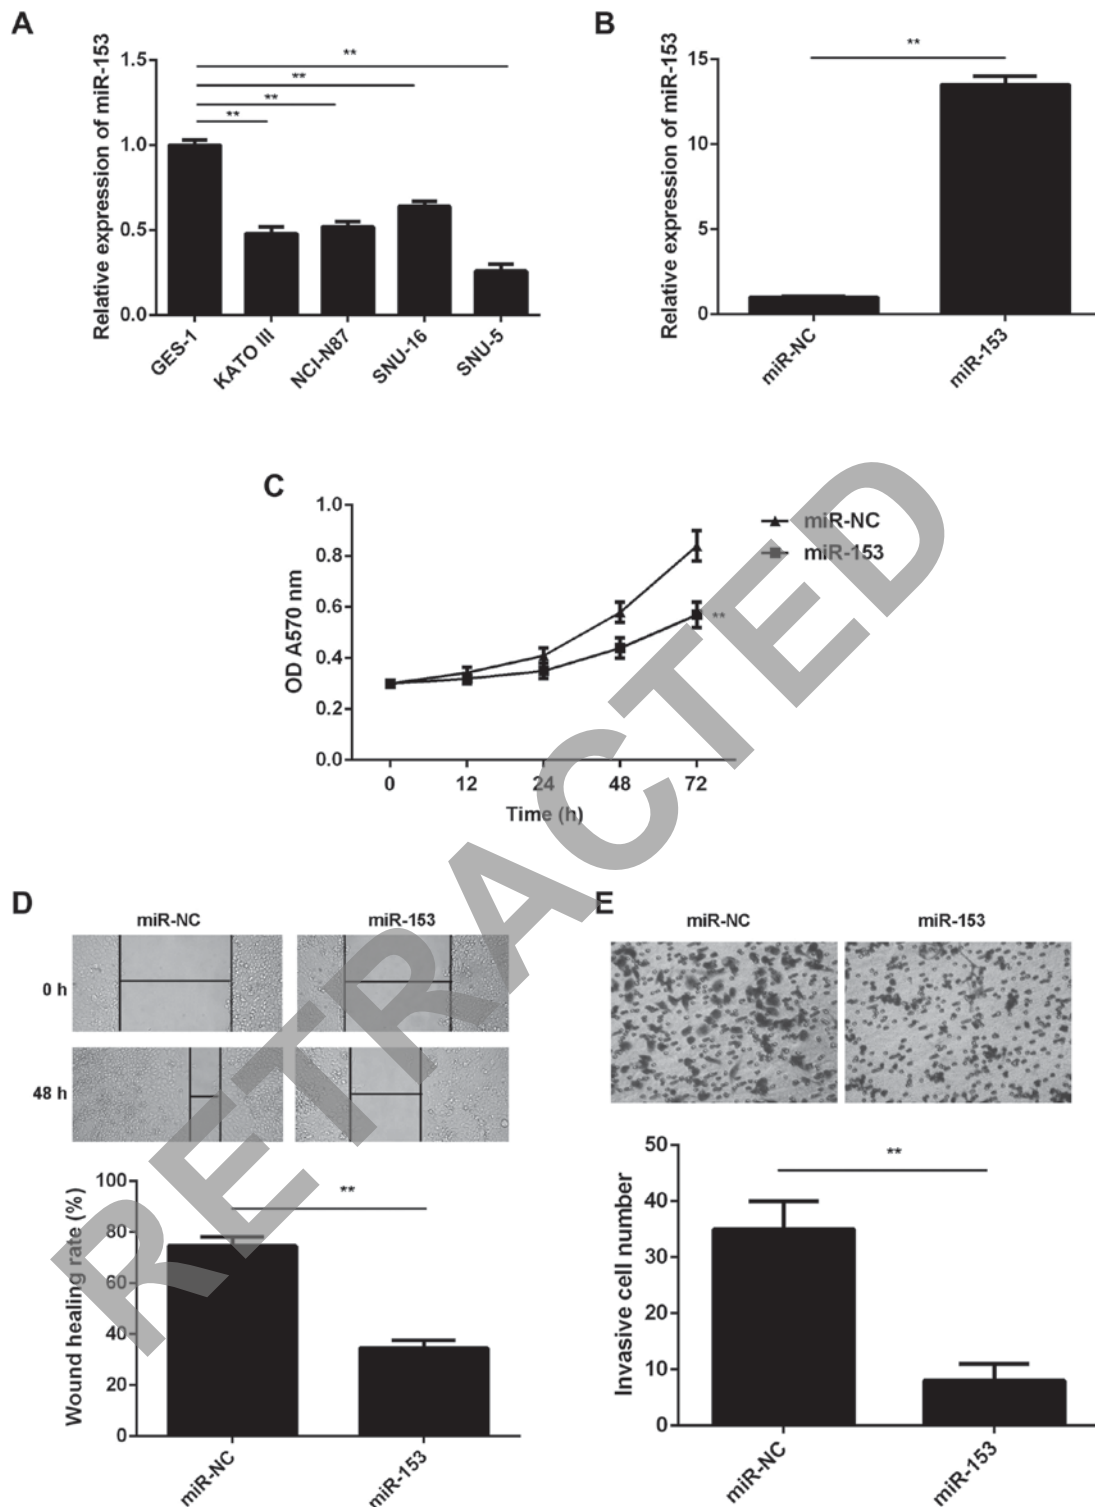 A
Relative expression of miR-153
1.5
1.0
0.5
0.0
**
**
**
**
GES-1
KATO III
NCI-N87
SNU-16
SNU-5
B
Relative expression of miR-153
15
10
5
0
**
miR-NC
miR-153
C
OD A570 nm
1.0
0.8
0.6
0.4
0.2
0.0
miR-NC
miR-153
**
0 12 24 48 72
Time (h)
D
miR-NC miR-153
0 h
48 h
Wound healing rate (%)
100
80
60
40
20
0
**
miR-NC
miR-153
E
miR-NC miR-153
Invasive cell number
50
40
30
20
10
0
**
miR-NC
miR-153
RETRACTED